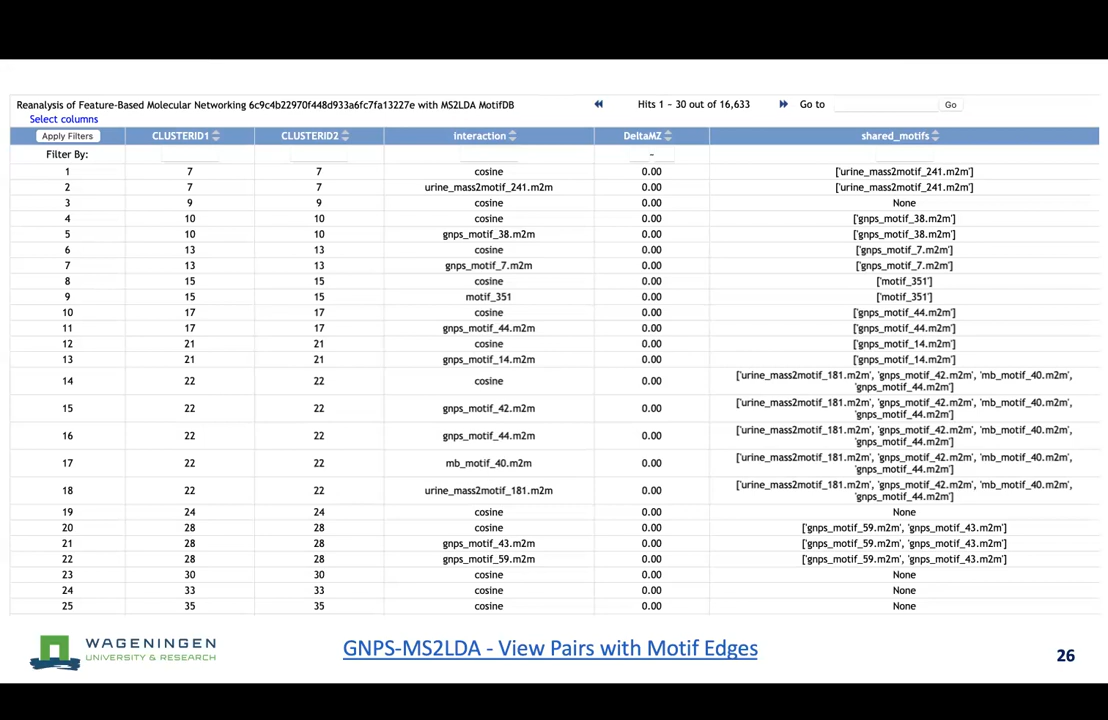 Reanalysis of Feature-Based Molecular Networking 6c9c4b22970f448d933a6fc7fa13227e with MS2LDA MotifDB Hits 1 ~ 30 out of 16,633 Go to Go
Select columns
Apply Filters CLUSTERID1 CLUSTERID2 interaction DeltaMZ shared_motifs
Filter By: ~
1 7 7 cosine 0.00 ['urine_mass2motif_241.m2m']
2 7 7 urine_mass2motif_241.m2m 0.00 ['urine_mass2motif_241.m2m']
3 9 9 cosine 0.00 None
4 10 10 cosine 0.00 ['gnps_motif_38.m2m']
5 10 10 gnps_motif_38.m2m 0.00 ['gnps_motif_38.m2m']
6 13 13 cosine 0.00 ['gnps_motif_7.m2m']
7 13 13 gnps_motif_7.m2m 0.00 ['gnps_motif_7.m2m']
8 15 15 cosine 0.00 ['motif_351']
9 15 15 motif_351 0.00 ['motif_351']
10 17 17 cosine 0.00 ['gnps_motif_44.m2m']
11 17 17 gnps_motif_44.m2m 0.00 ['gnps_motif_44.m2m']
12 21 21 cosine 0.00 ['gnps_motif_14.m2m']
13 21 21 gnps_motif_14.m2m 0.00 ['gnps_motif_14.m2m']
14 22 22 cosine 0.00 ['urine_mass2motif_181.m2m', 'gnps_motif_42.m2m', 'mb_motif_40.m2m',
'gnps_motif_44.m2m']
15 22 22 gnps_motif_42.m2m 0.00 ['urine_mass2motif_181.m2m', 'gnps_motif_42.m2m', 'mb_motif_40.m2m',
'gnps_motif_44.m2m']
16 22 22 gnps_motif_44.m2m 0.00 ['urine_mass2motif_181.m2m', 'gnps_motif_42.m2m', 'mb_motif_40.m2m',
'gnps_motif_44.m2m']
17 22 22 mb_motif_40.m2m 0.00 ['urine_mass2motif_181.m2m', 'gnps_motif_42.m2m', 'mb_motif_40.m2m',
'gnps_motif_44.m2m']
18 22 22 urine_mass2motif_181.m2m 0.00 ['urine_mass2motif_181.m2m', 'gnps_motif_42.m2m', 'mb_motif_40.m2m',
'gnps_motif_44.m2m']
19 24 24 cosine 0.00 None
20 28 28 cosine 0.00 ['gnps_motif_59.m2m', 'gnps_motif_43.m2m']
21 28 28 gnps_motif_43.m2m 0.00 ['gnps_motif_59.m2m', 'gnps_motif_43.m2m']
22 28 28 gnps_motif_59.m2m 0.00 ['gnps_motif_59.m2m', 'gnps_motif_43.m2m']
23 30 30 cosine 0.00 None
24 33 33 cosine 0.00 None
25 35 35 cosine 0.00 None
WAGENINGEN
UNIVERSITY & RESEARCH
GNPS-MS2LDA - View Pairs with Motif Edges
26